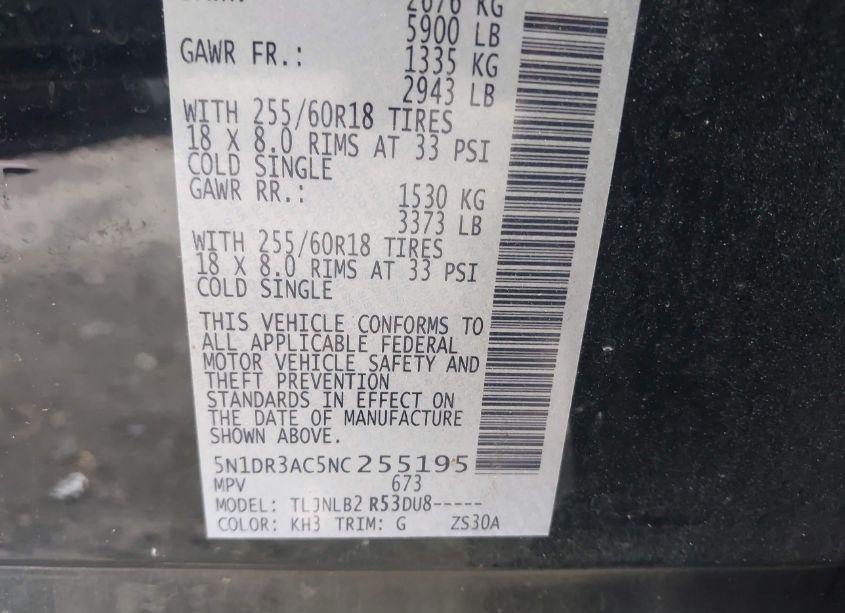 2676 KG
5900 LB
GAWR FR.: 1335 KG
2943 LB
WITH 255/60R18 TIRES
18 X 8.0 RIMS AT 33 PSI
COLD SINGLE
GAWR RR.: 1530 KG
3373 LB
WITH 255/60R18 TIRES
18 X 8.0 RIMS AT 33 PSI
COLD SINGLE
THIS VEHICLE CONFORMS TO
ALL APPLICABLE FEDERAL
MOTOR VEHICLE SAFETY AND
THEFT PREVENTION
STANDARDS IN EFFECT ON
THE DATE OF MANUFACTURE
SHOWN ABOVE.
5N1DR3AC5NC255195
MPV 673
MODEL: TLJNLB2 R53DU8-----
COLOR: KH3 TRIM: G ZS30A